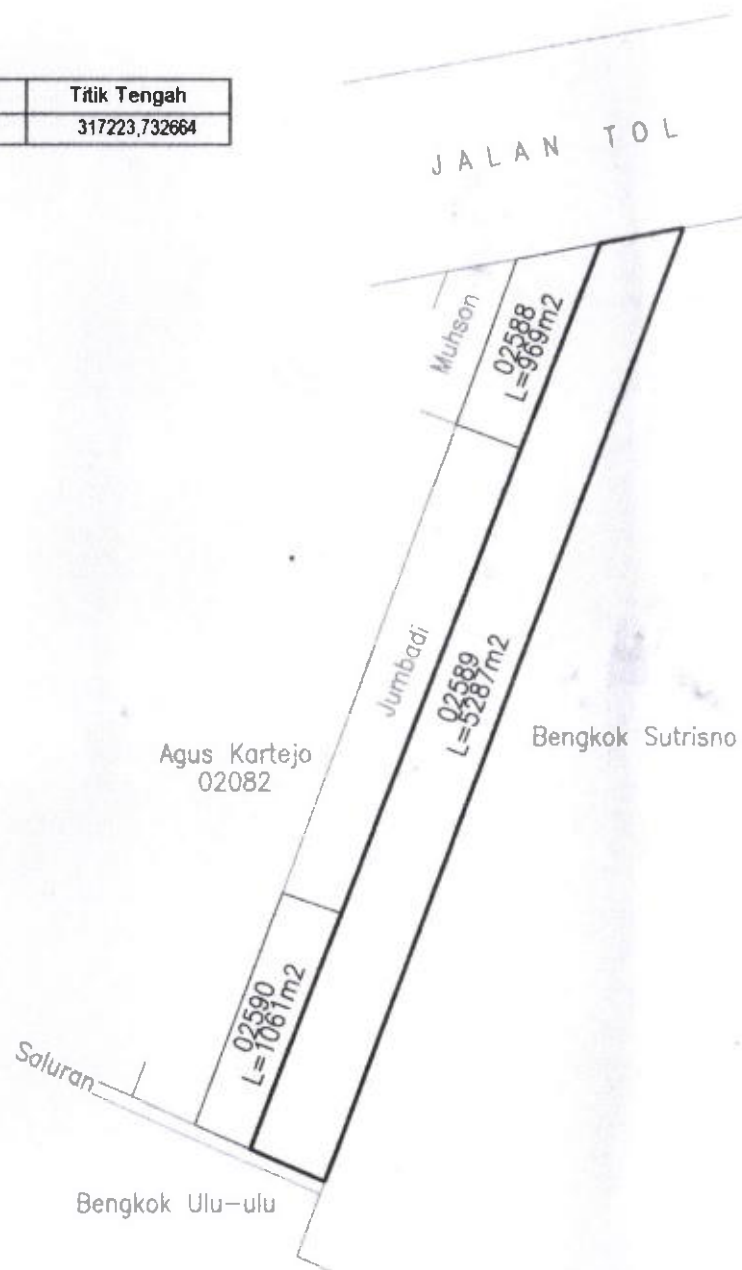 Titik Tengah
317223,732664
JALAN TOL
Muhson
02588
L=969m2
Jumbadi
02589
L=5287m2
Bengkok Sutrisno
Agus Kartejo
02082
02590
L=1061m2
Saluran
Bengkok Ulu-ulu